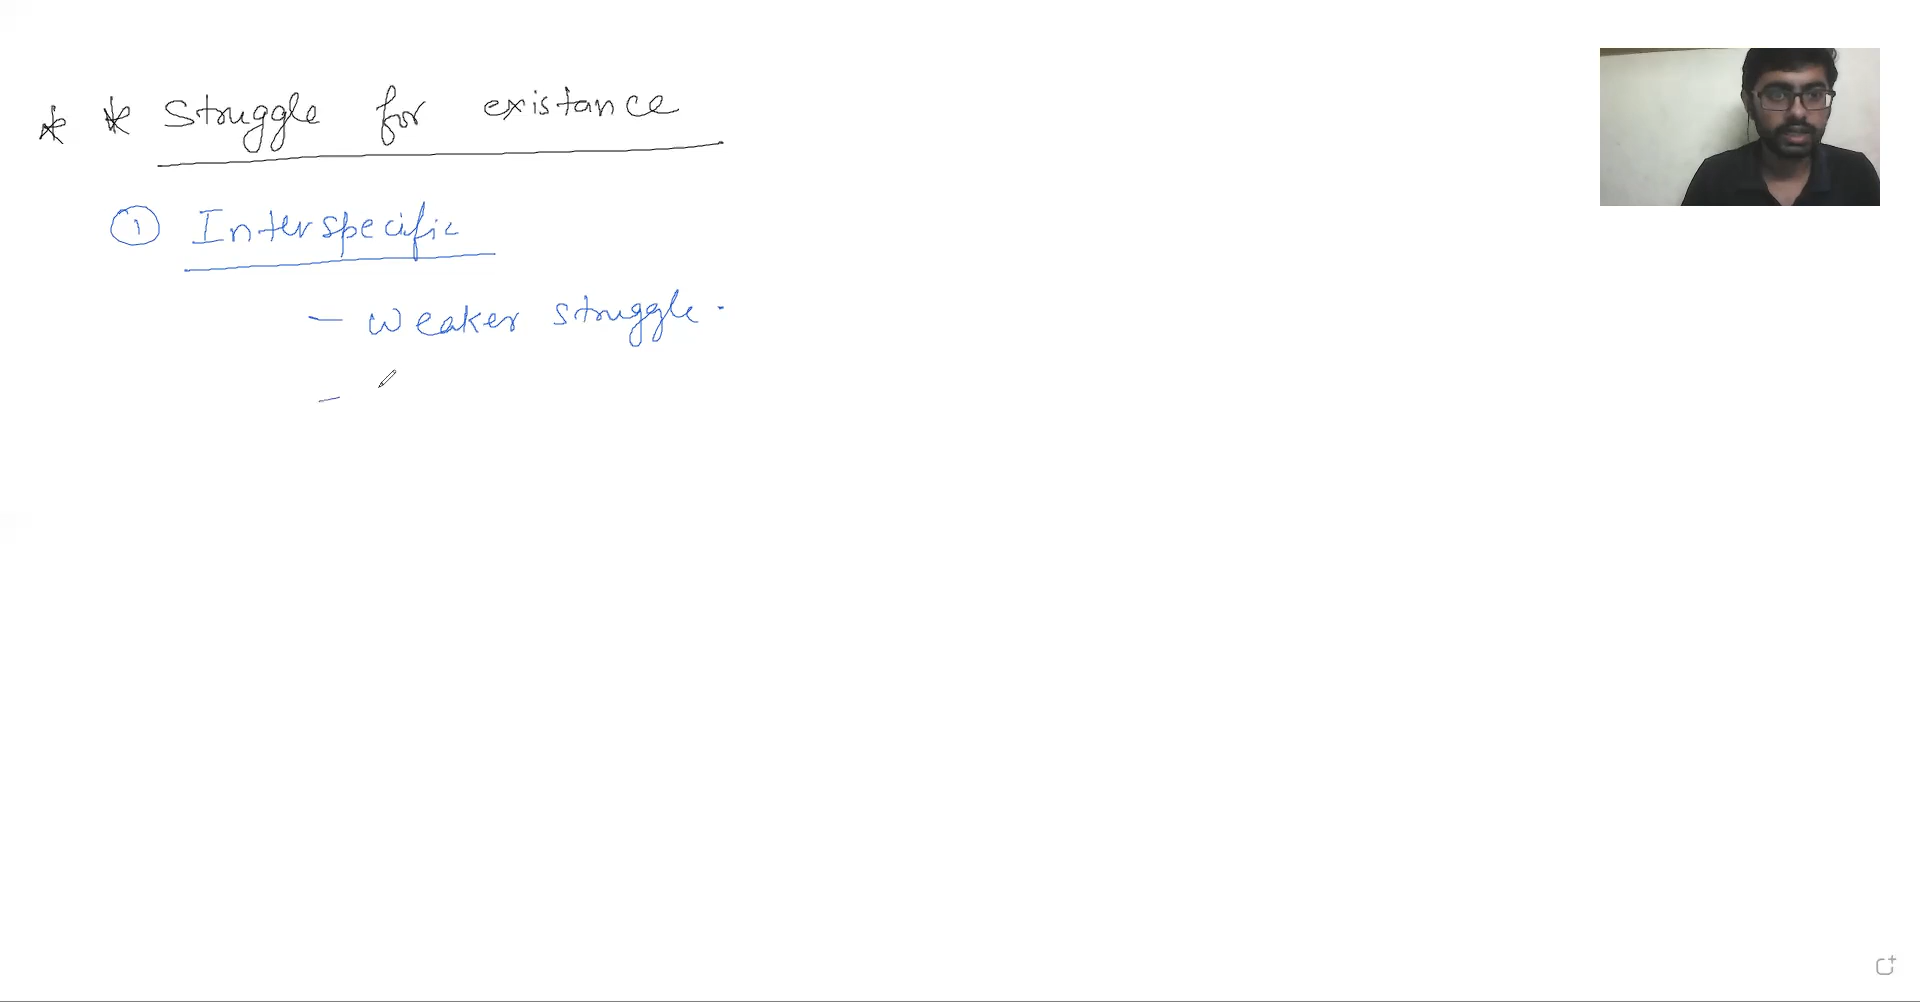 * * Struggle for existance
① Interspecific
- weaker struggle.
-